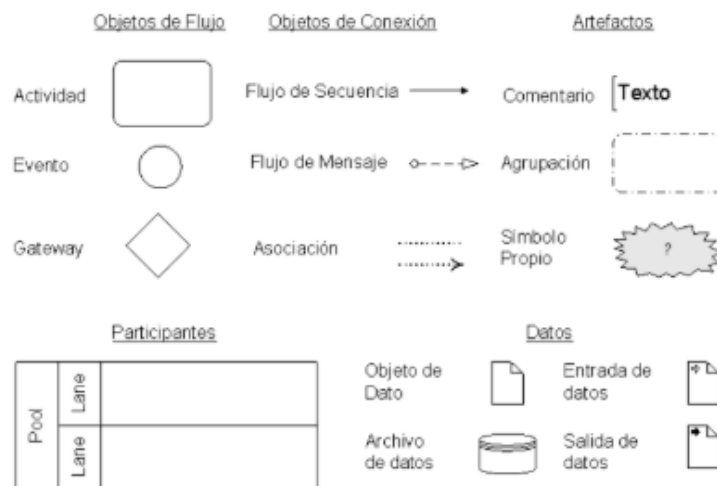 Objetos de Flujo
Objetos de Conexión
Artefactos
Actividad
Flujo de Secuencia
Comentario
Texto
Evento
Flujo de Mensaje
Agrupación
Gateway
Asociación
Símbolo
Propio
?
Participantes
Datos
Pool
Lane
Lane
Objeto de
Dato
Entrada de
datos
Archivo
de datos
Salida de
datos